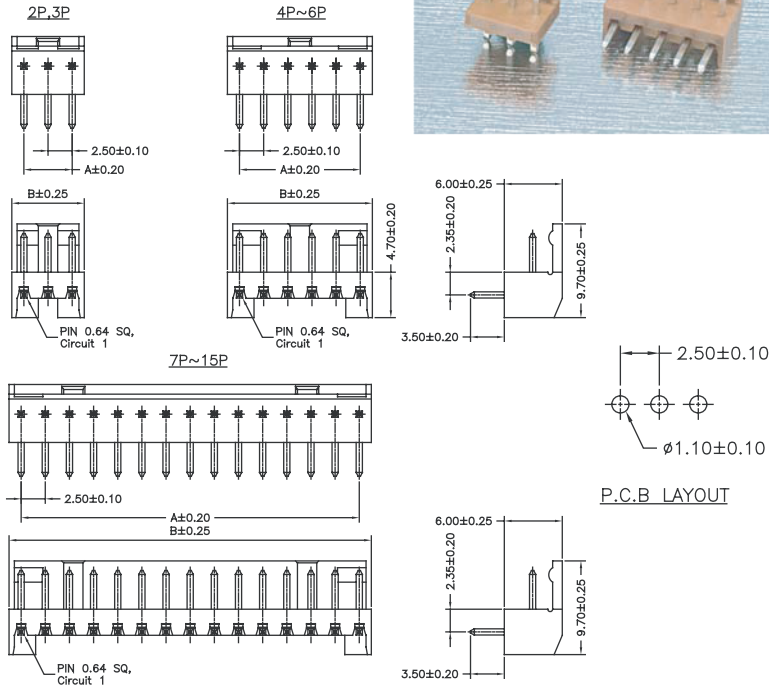 2P,3P
4P~6P
2.50±0.10
A±0.20
2.50±0.10
A±0.20
B±0.25
B±0.25
4.70±0.20
6.00±0.25
2.35±0.20
9.70±0.25
3.50±0.20
PIN 0.64 SQ,
Circuit 1
PIN 0.64 SQ,
Circuit 1
7P~15P
2.50±0.10
ø1.10±0.10
P.C.B LAYOUT
2.50±0.10
A±0.20
B±0.25
6.00±0.25
2.35±0.20
9.70±0.25
3.50±0.20
PIN 0.64 SQ,
Circuit 1